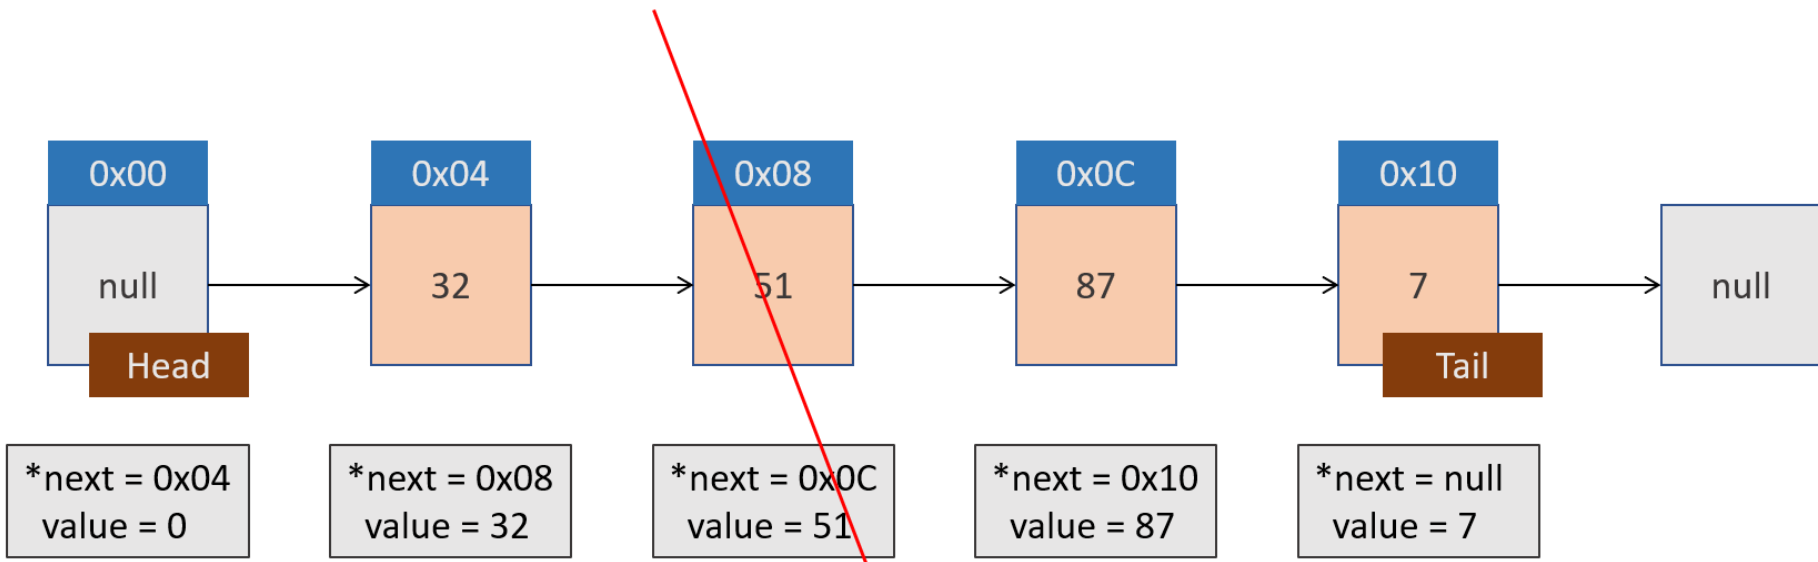 0x00
0x04
0x08
0x0C
0x10
null
32
51
87
7
null
Head
Tail
*next = 0x04
value = 0
*next = 0x08
value = 32
*next = 0x0C
value = 51
*next = 0x10
value = 87
*next = null
value = 7